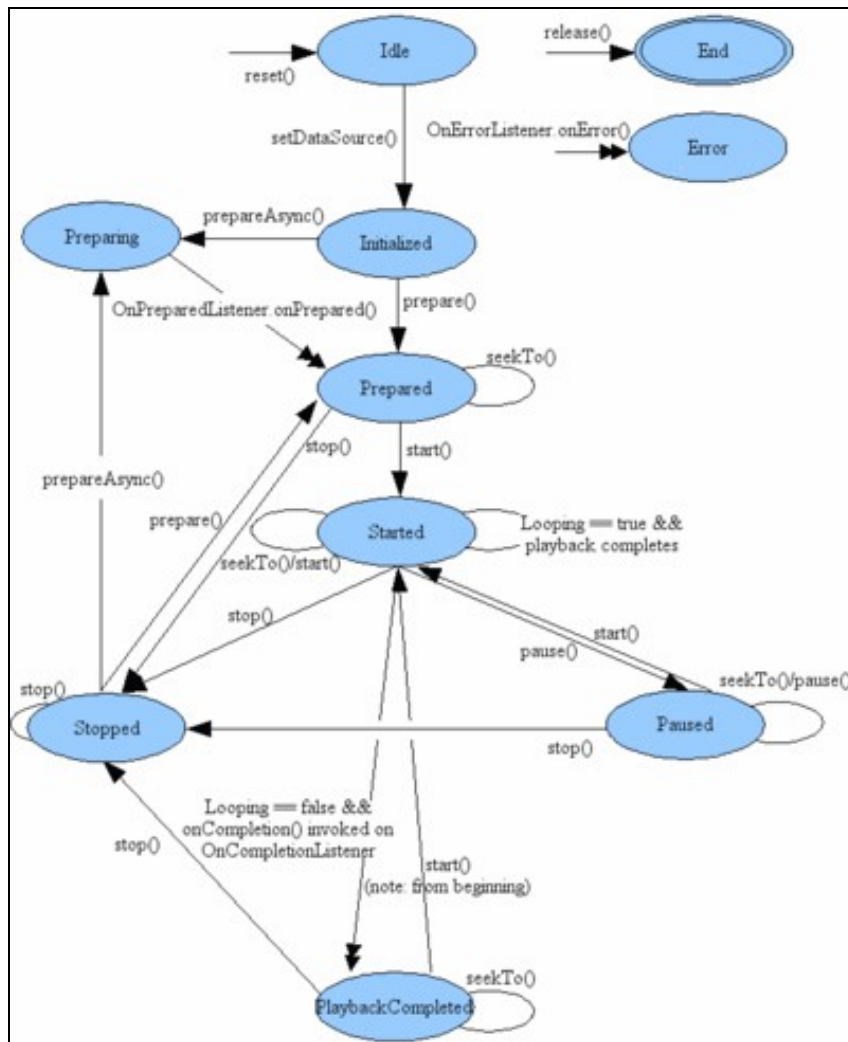 Idle
release()
End
reset()
OnErrorListener.onError()
Error
setDataSource()
prepareAsync()
Preparing
Initialized
OnPreparedListener.onPrepared()
prepare()
seekTo()
Prepared
stop()
start()
prepareAsync()
prepare()
Started
Looping == true &&
playback completes
seekTo()/start()
stop()
pause()
start()
stop()
seekTo()/pause()
Stopped
Paused
stop()
Looping == false &&
onCompletion() invoked on
OnCompletionListener
stop()
start()
(note: from beginning)
seekTo()
PlaybackCompleted